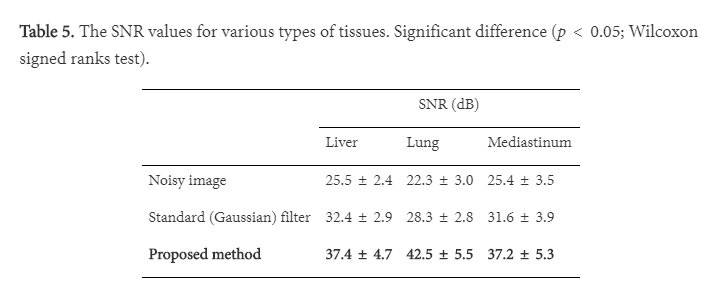 Table 5. The SNR values for various types of tissues. Significant difference (p < 0.05; Wilcoxon
signed ranks test).
SNR (dB)
Liver Lung Mediastinum
Noisy image 25.5 ± 2.4 22.3 ± 3.0 25.4 ± 3.5
Standard (Gaussian) filter 32.4 ± 2.9 28.3 ± 2.8 31.6 ± 3.9
Proposed method 37.4 ± 4.7 42.5 ± 5.5 37.2 ± 5.3